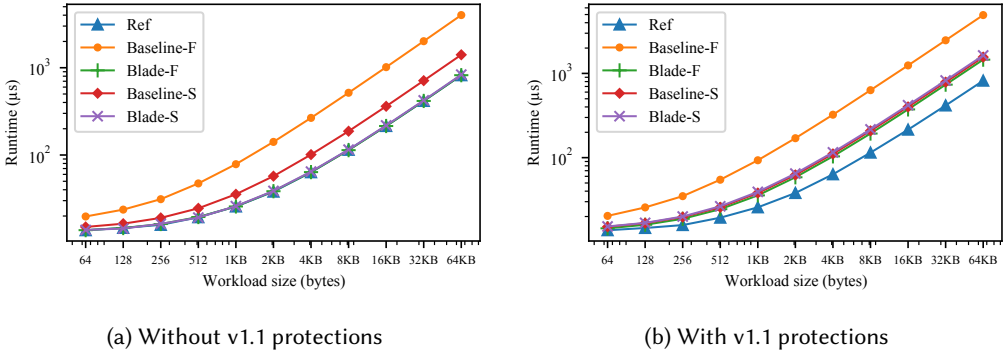 Ref
Baseline-F
Blade-F
Baseline-S
Blade-S
Runtime (μs)
10³
10²
64 128 256 512 1KB 2KB 4KB 8KB 16KB 32KB 64KB
Workload size (bytes)
(a) Without v1.1 protections
Ref
Baseline-F
Blade-F
Baseline-S
Blade-S
Runtime (μs)
10³
10²
64 128 256 512 1KB 2KB 4KB 8KB 16KB 32KB 64KB
Workload size (bytes)
(b) With v1.1 protections